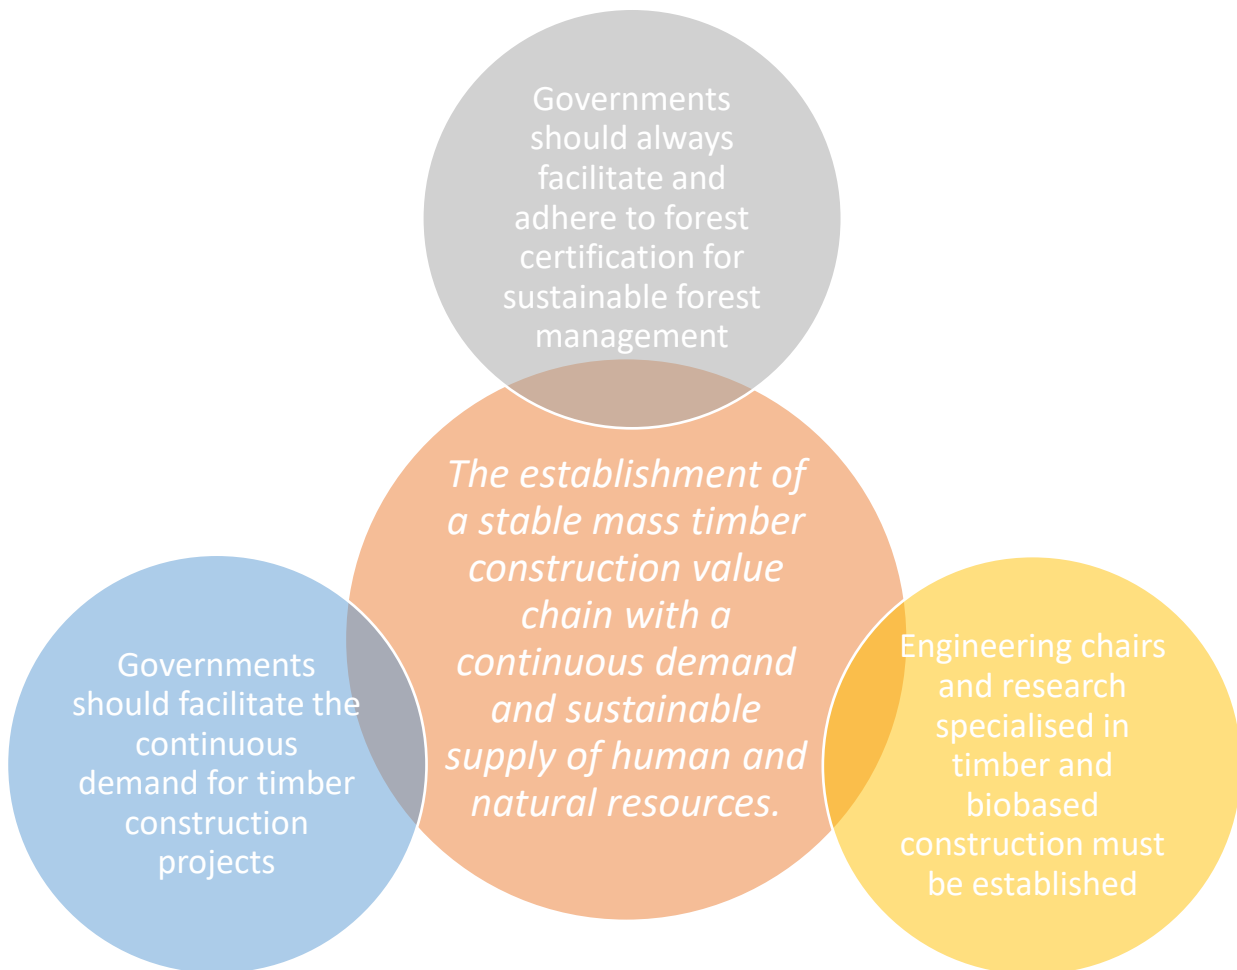 Governments
should always
facilitate and
adhere to forest
certification for
sustainable forest
management
The establishment of
a stable mass timber
construction value
chain with a
continuous demand
and sustainable
supply of human and
natural resources.
Governments
should facilitate the
continuous
demand for timber
construction
projects
Engineering chairs
and research
specialised in
timber and
biobased
construction must
be established